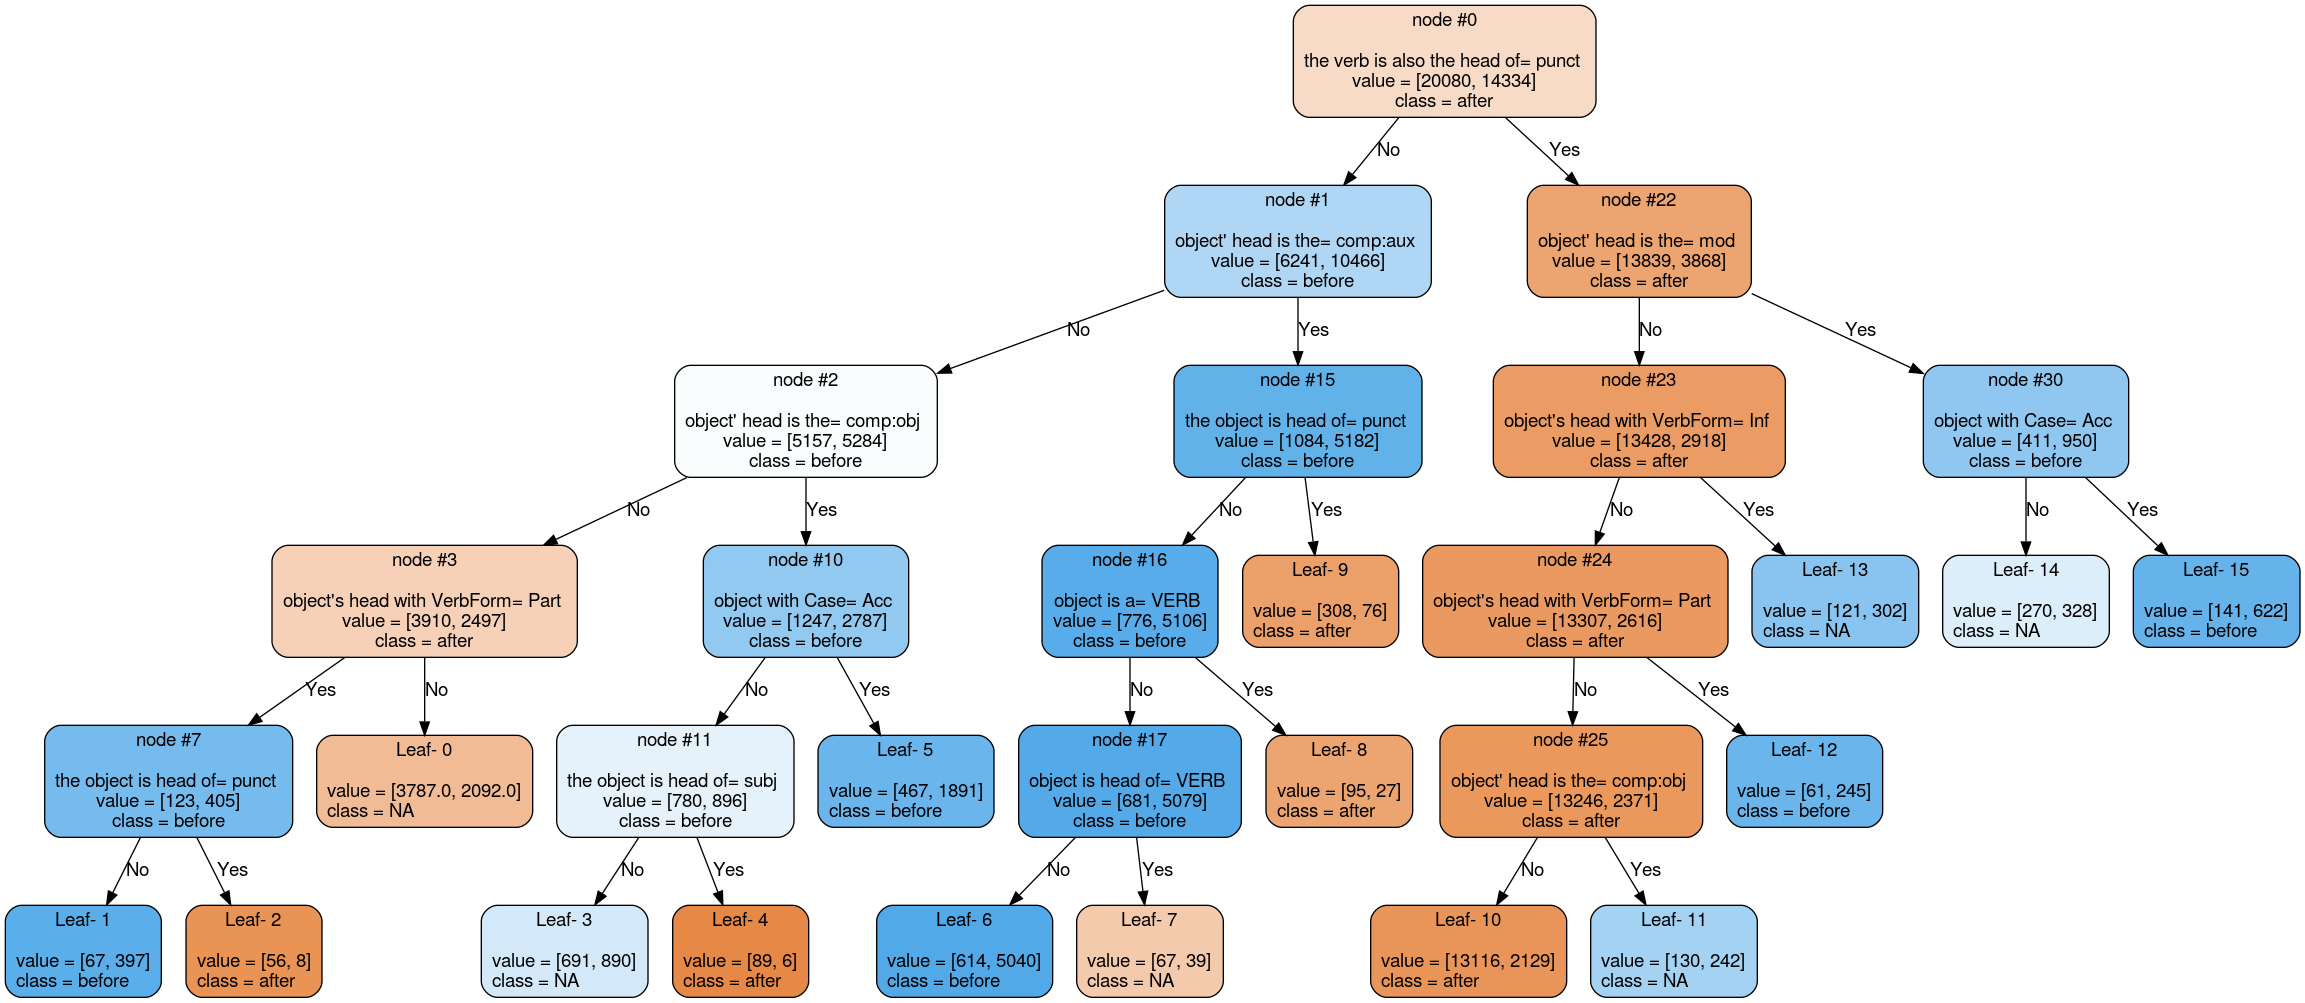 node #0
the verb is also the head of= punct
value = [20080, 14334]
class = after
No
Yes
node #1
object' head is the= comp:aux
value = [6241, 10466]
class = before
node #22
object' head is the= mod
value = [13839, 3868]
class = after
No
Yes
No
Yes
node #2
object' head is the= comp:obj
value = [5157, 5284]
class = before
node #15
the object is head of= punct
value = [1084, 5182]
class = before
node #23
object's head with VerbForm= Inf
value = [13428, 2918]
class = after
node #30
object with Case= Acc
value = [411, 950]
class = before
No
Yes
No
Yes
No
Yes
No
Yes
node #3
object's head with VerbForm= Part
value = [3910, 2497]
class = after
node #10
object with Case= Acc
value = [1247, 2787]
class = before
node #16
object is a= VERB
value = [776, 5106]
class = before
Leaf- 9
value = [308, 76]
class = after
node #24
object's head with VerbForm= Part
value = [13307, 2616]
class = after
Leaf- 13
value = [121, 302]
class = NA
Leaf- 14
value = [270, 328]
class = NA
Leaf- 15
value = [141, 622]
class = before
Yes
No
No
Yes
No
Yes
No
Yes
node #7
the object is head of= punct
value = [123, 405]
class = before
Leaf- 0
value = [3787.0, 2092.0]
class = NA
node #11
the object is head of= subj
value = [780, 896]
class = before
Leaf- 5
value = [467, 1891]
class = before
node #17
object is head of= VERB
value = [681, 5079]
class = before
Leaf- 8
value = [95, 27]
class = after
node #25
object' head is the= comp:obj
value = [13246, 2371]
class = after
Leaf- 12
value = [61, 245]
class = before
No
Yes
No
Yes
No
Yes
No
Yes
Leaf- 1
value = [67, 397]
class = before
Leaf- 2
value = [56, 8]
class = after
Leaf- 3
value = [691, 890]
class = NA
Leaf- 4
value = [89, 6]
class = after
Leaf- 6
value = [614, 5040]
class = before
Leaf- 7
value = [67, 39]
class = NA
Leaf- 10
value = [13116, 2129]
class = after
Leaf- 11
value = [130, 242]
class = NA